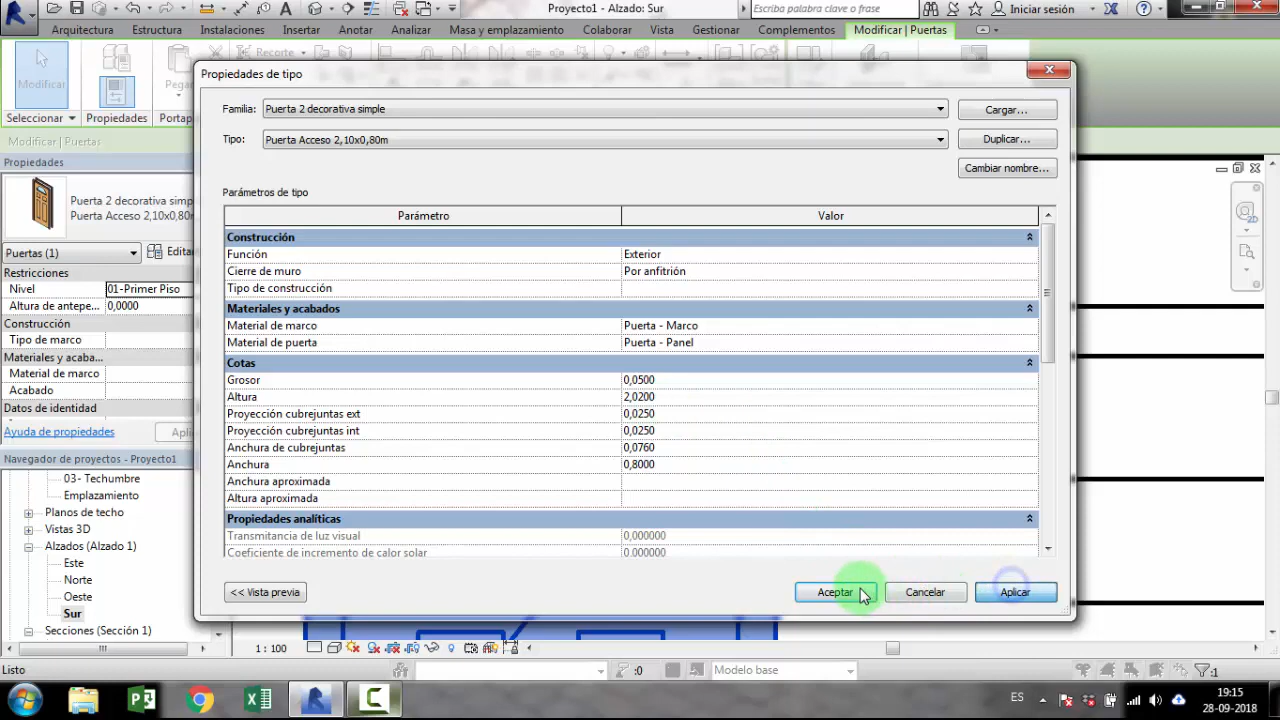 Proyecto1 - Alzado: Sur
Escriba palabra clave o frase
Iniciar sesión
Arquitectura
Estructura
Instalaciones
Insertar
Anotar
Analizar
Masa y emplazamiento
Colaborar
Vista
Gestionar
Complementos
Modificar | Puertas
Modificar
Pegar
Seleccionar
Propiedades
Modificar | Puertas
Propiedades
Puerta 2 decorativa simp
Puerta Acceso 2,10x0,80m
Puertas (1)
Editar
Restricciones
Nivel 01-Primer Piso
Altura de antepe... 0,0000
Construcción
Tipo de marco
Materiales y acaba...
Material de marco
Acabado
Datos de identidad
Ayuda de propiedades
Apli
Navegador de proyectos - Proyecto1
03- Techumbre
Emplazamiento
Planos de techo
Vistas 3D
Alzados (Alzado 1)
Este
Norte
Oeste
Sur
Secciones (Sección 1)
Propiedades de tipo
Familia: Puerta 2 decorativa simple Cargar...
Tipo: Puerta Acceso 2,10x0,80m Duplicar...
Cambiar nombre...
Parámetros de tipo
Parámetro Valor
Construcción
Función Exterior
Cierre de muro Por anfitrión
Tipo de construcción
Materiales y acabados
Material de marco Puerta - Marco
Material de puerta Puerta - Panel
Cotas
Grosor 0,0500
Altura 2,0200
Proyección cubrejuntas ext 0,0250
Proyección cubrejuntas int 0,0250
Anchura de cubrejuntas 0,0760
Anchura 0,8000
Anchura aproximada
Altura aproximada
Propiedades analíticas
Transmitancia de luz visual 0,000000
Coeficiente de incremento de calor solar 0,000000
<< Vista previa Aceptar Cancelar Aplicar
1 : 100
Listo
:0
Modelo base
:1
ES
19:15
28-09-2018